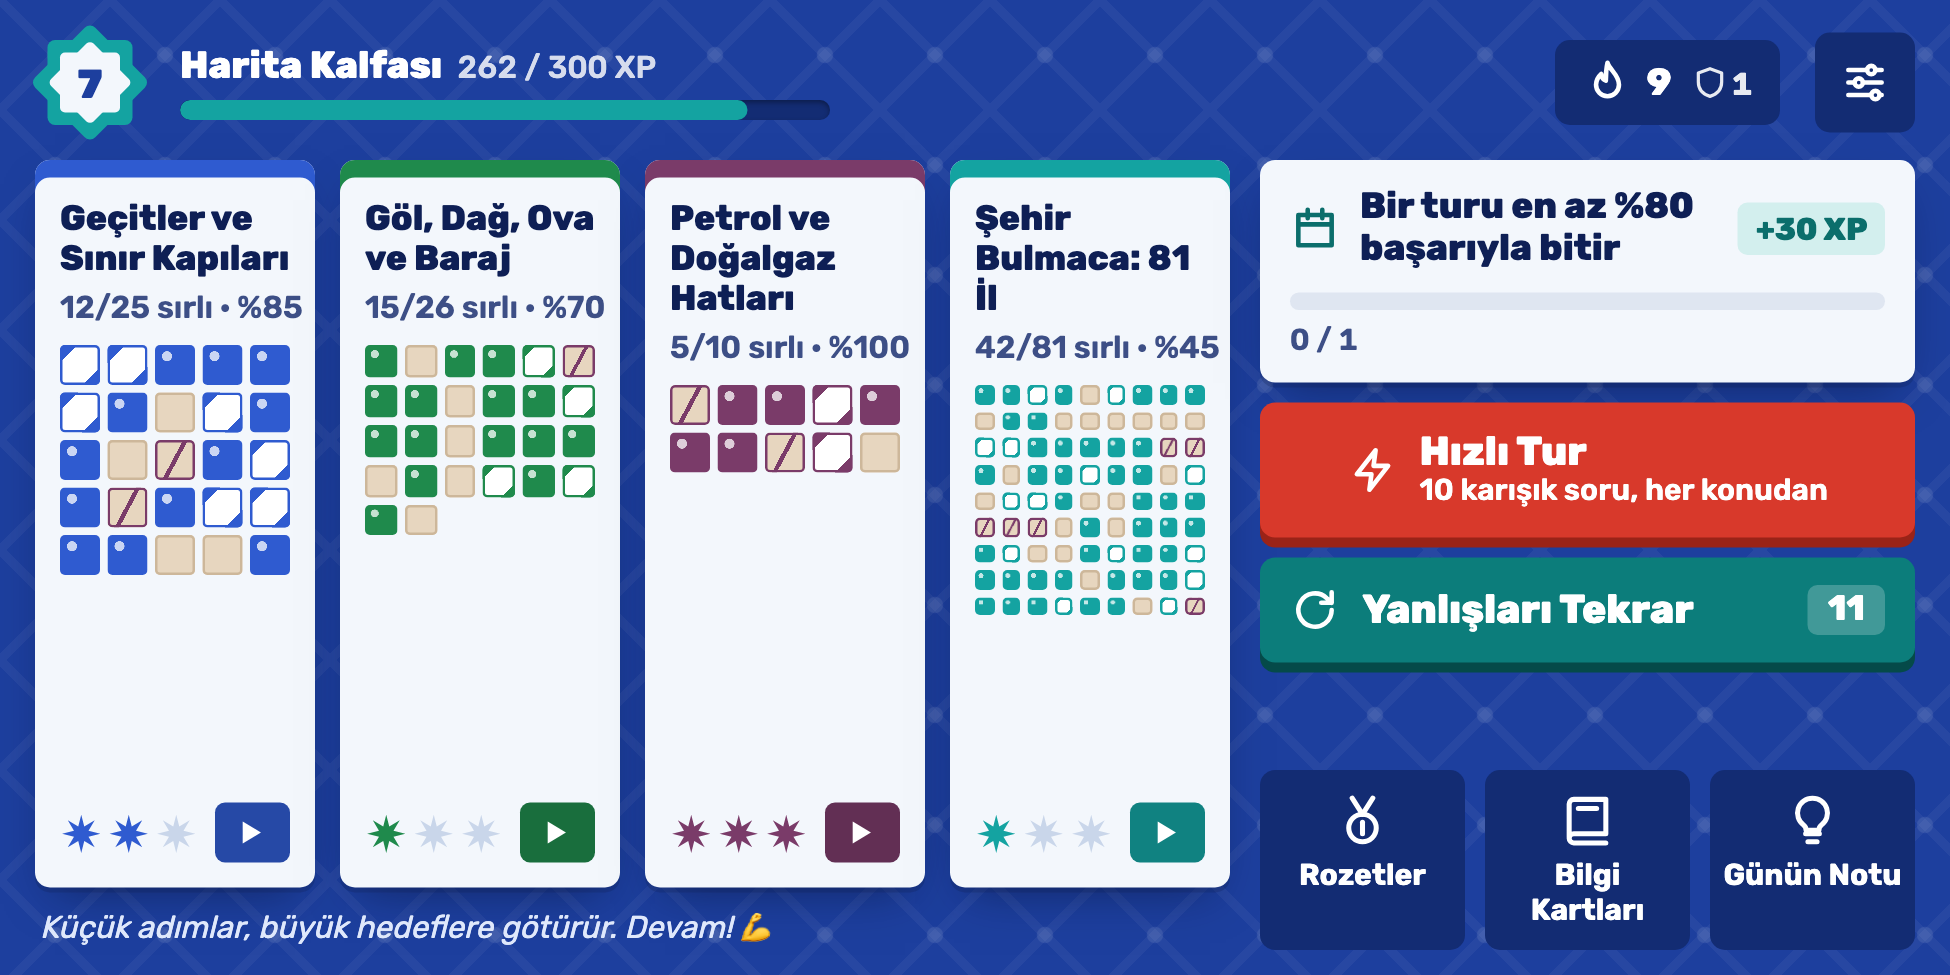 7
Harita Kalfası 262 / 300 XP
9
1
Geçitler ve
Sınır Kapıları
12/25 sırlı • %85
Göl, Dağ, Ova
ve Baraj
15/26 sırlı • %70
Petrol ve
Doğalgaz
Hatları
5/10 sırlı • %100
Şehir
Bulmaca: 81
İl
42/81 sırlı • %45
Bir turu en az %80
başarıyla bitir
+30 XP
0 / 1
Hızlı Tur
10 karışık soru, her konudan
Yanlışları Tekrar
11
Rozetler
Bilgi
Kartları
Günün Notu
Küçük adımlar, büyük hedeflere götürür. Devam! 💪